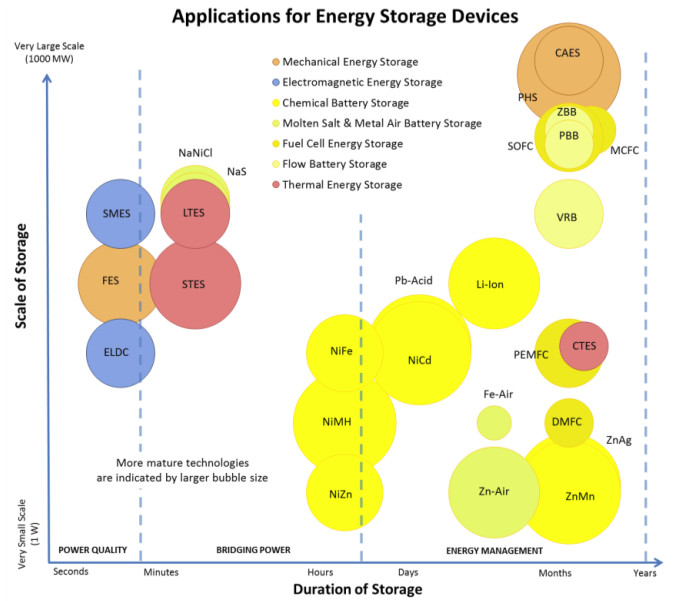 Applications for Energy Storage Devices
Very Large Scale
(1000 MW)
Mechanical Energy Storage
Electromagnetic Energy Storage
Chemical Battery Storage
Molten Salt & Metal Air Battery Storage
Fuel Cell Energy Storage
Flow Battery Storage
Thermal Energy Storage
CAES
PHS
ZBB
PBB
SOFC
MCFC
NaNiCl
NaS
SMES
LTES
VRB
Scale of Storage
FES
STES
Pb-Acid
Li-Ion
ELDC
NiFe
NiCd
PEMFC
CTES
Fe-Air
NiMH
DMFC
ZnAg
More mature technologies
are indicated by larger bubble size
NiZn
Zn-Air
ZnMn
Very Small Scale
(1 W)
POWER QUALITY
BRIDGING POWER
ENERGY MANAGEMENT
Seconds
Minutes
Hours
Days
Months
Years
Duration of Storage